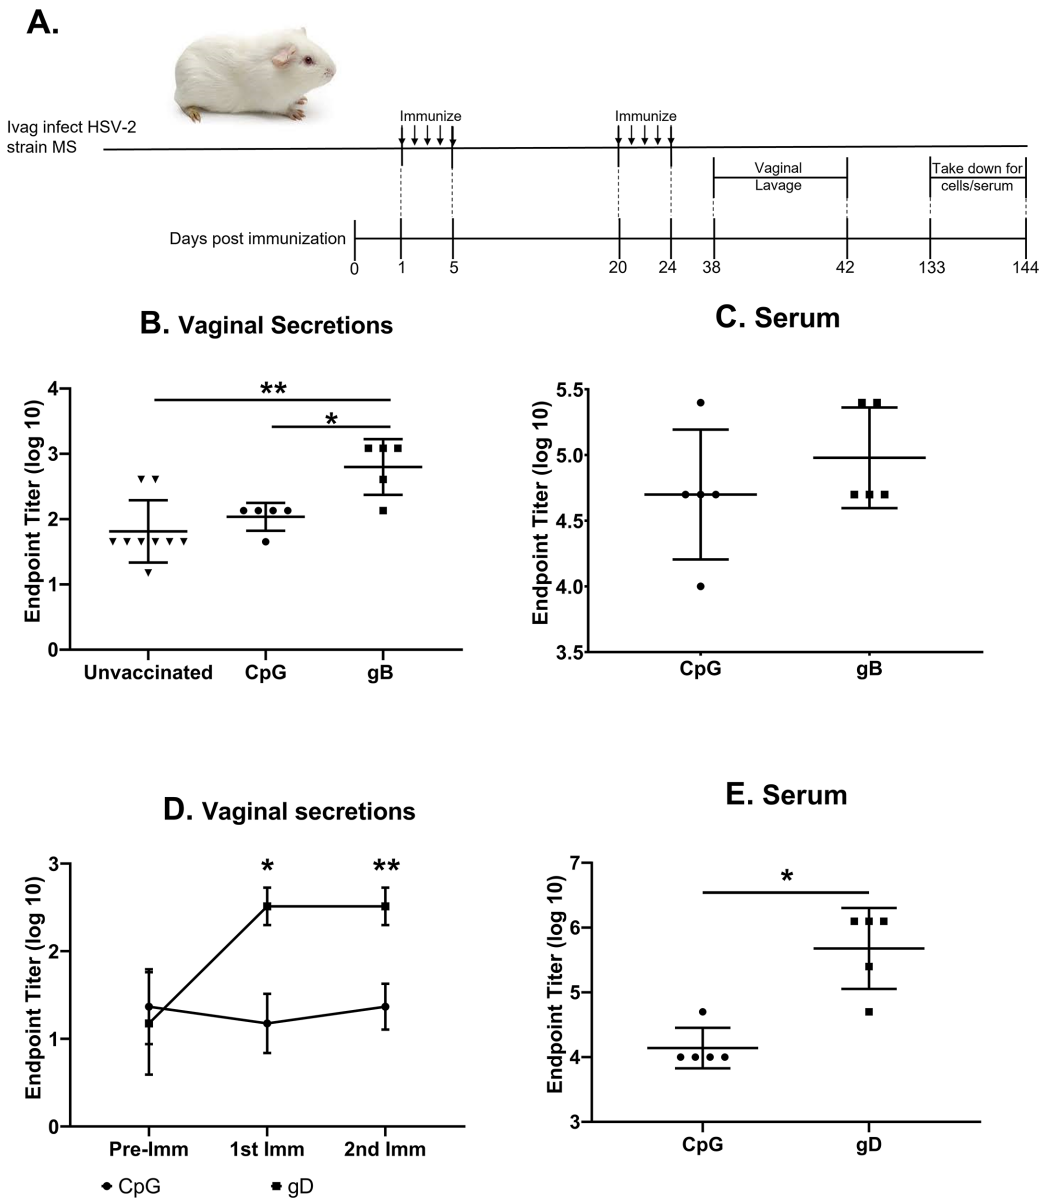 A.
Ivag infect HSV-2
strain MS
Immunize
Immunize
Vaginal
Lavage
Take down for
cells/serum
Days post immunization
0 1 5 20 24 38 42 133 144
B. Vaginal Secretions
**
*
Endpoint Titer (log 10)
4
3
2
1
0
Unvaccinated CpG gB
C. Serum
Endpoint Titer (log 10)
5.5
5.0
4.5
4.0
3.5
CpG gB
D. Vaginal secretions
* **
Endpoint Titer (log 10)
3
2
1
0
Pre-Imm 1st Imm 2nd Imm
CpG gD
E. Serum
*
Endpoint Titer (log 10)
7
6
5
4
3
CpG gD